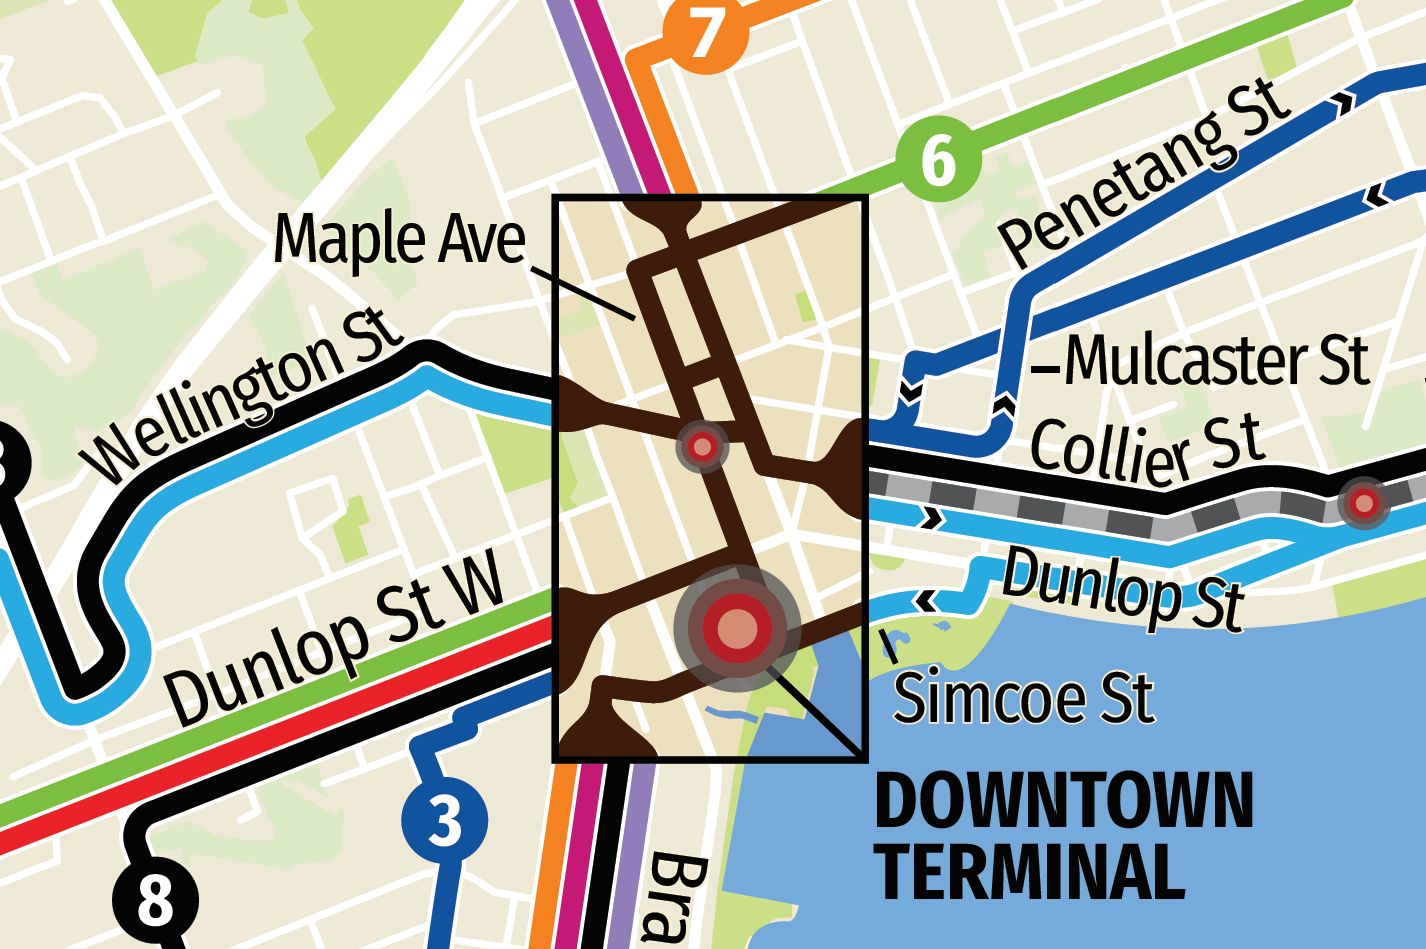 7
6
Penetang St
Maple Ave
Wellington St
Mulcaster St
Collier St
Dunlop St W
Dunlop St
Simcoe St
DOWNTOWN
TERMINAL
3
8
Bra